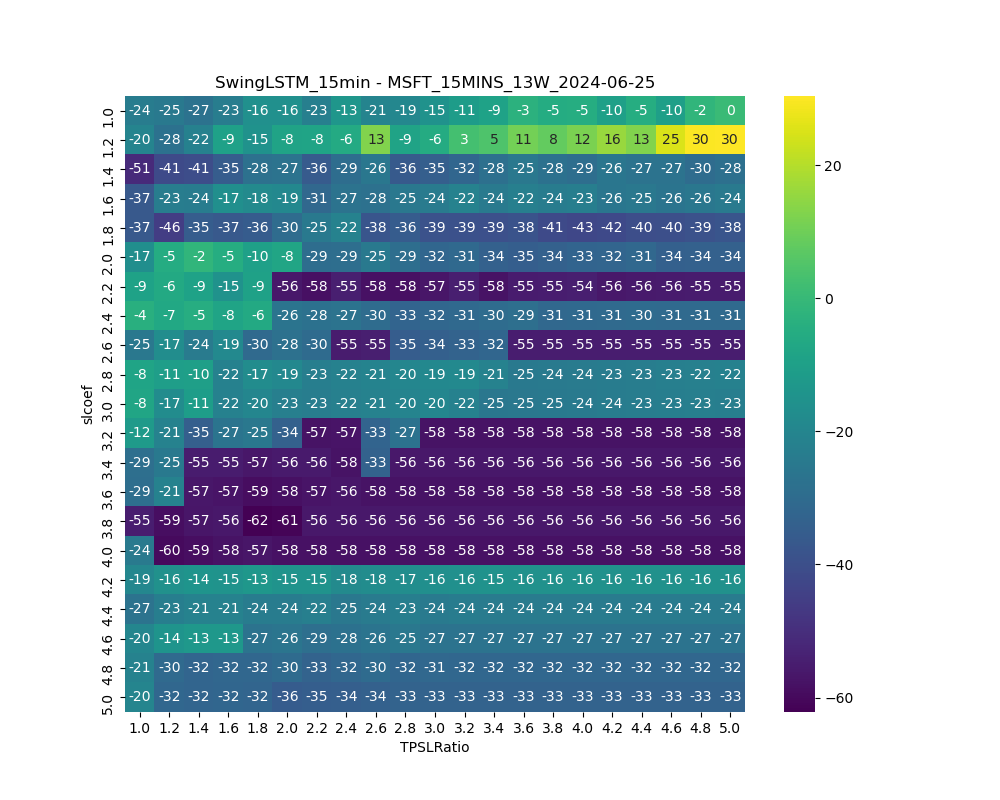 SwingLSTM_15min - MSFT_15MINS_13W_2024-06-25
1.0 -24 -25 -27 -23 -16 -16 -23 -13 -21 -19 -15 -11 -9 -3 -5 -5 -10 -5 -10 -2 0
1.2 -20 -28 -22 -9 -15 -8 -8 -6 13 -9 -6 3 5 11 8 12 16 13 25 30 30
1.4 -51 -41 -41 -35 -28 -27 -36 -29 -26 -36 -35 -32 -28 -25 -28 -29 -26 -27 -27 -30 -28
1.6 -37 -23 -24 -17 -18 -19 -31 -27 -28 -25 -24 -22 -24 -22 -24 -23 -26 -25 -26 -26 -24
1.8 -37 -46 -35 -37 -36 -30 -25 -22 -38 -36 -39 -39 -39 -38 -41 -43 -42 -40 -40 -39 -38
2.0 -17 -5 -2 -5 -10 -8 -29 -29 -25 -29 -32 -31 -34 -35 -34 -33 -32 -31 -34 -34 -34
2.2 -9 -6 -9 -15 -9 -56 -58 -55 -58 -58 -57 -55 -58 -55 -55 -54 -56 -56 -55 -55 -55
2.4 -4 -7 -5 -8 -6 -26 -28 -27 -30 -33 -32 -31 -30 -29 -31 -31 -31 -30 -31 -31 -31
2.6 -25 -17 -24 -19 -30 -28 -30 -55 -55 -35 -34 -33 -32 -55 -55 -55 -55 -55 -55 -55 -55
2.8 -8 -11 -10 -22 -17 -19 -23 -22 -21 -20 -19 -19 -21 -25 -24 -24 -23 -23 -23 -22 -22
3.0 -8 -17 -11 -22 -20 -23 -23 -22 -21 -20 -20 -22 -25 -25 -25 -24 -24 -23 -23 -23 -23
3.2 -12 -21 -35 -27 -25 -34 -57 -57 -33 -27 -58 -58 -58 -58 -58 -58 -58 -58 -58 -58 -58
3.4 -29 -25 -55 -55 -57 -56 -56 -58 -33 -56 -56 -56 -56 -56 -56 -56 -56 -56 -56 -56 -56
3.6 -29 -21 -57 -57 -59 -58 -57 -56 -58 -58 -58 -58 -58 -58 -58 -58 -58 -58 -58 -58 -58
3.8 -55 -59 -57 -56 -62 -61 -56 -56 -56 -56 -56 -56 -56 -56 -56 -56 -56 -56 -56 -56 -56
4.0 -24 -60 -59 -58 -57 -58 -58 -58 -58 -58 -58 -58 -58 -58 -58 -58 -58 -58 -58 -58 -58
4.2 -19 -16 -14 -15 -13 -15 -15 -18 -18 -17 -16 -16 -15 -16 -16 -16 -16 -16 -16 -16 -16
4.4 -27 -23 -21 -21 -24 -24 -22 -25 -24 -23 -24 -24 -24 -24 -24 -24 -24 -24 -24 -24 -24
4.6 -20 -14 -13 -13 -27 -26 -29 -28 -26 -25 -27 -27 -27 -27 -27 -27 -27 -27 -27 -27 -27
4.8 -21 -30 -32 -32 -32 -30 -33 -32 -30 -32 -31 -32 -32 -32 -32 -32 -32 -32 -32 -32 -32
5.0 -20 -32 -32 -32 -32 -36 -35 -34 -34 -33 -33 -33 -33 -33 -33 -33 -33 -33 -33 -33 -33
slcoef
1.0 1.2 1.4 1.6 1.8 2.0 2.2 2.4 2.6 2.8 3.0 3.2 3.4 3.6 3.8 4.0 4.2 4.4 4.6 4.8 5.0
TPSLRatio
20
0
−20
−40
−60